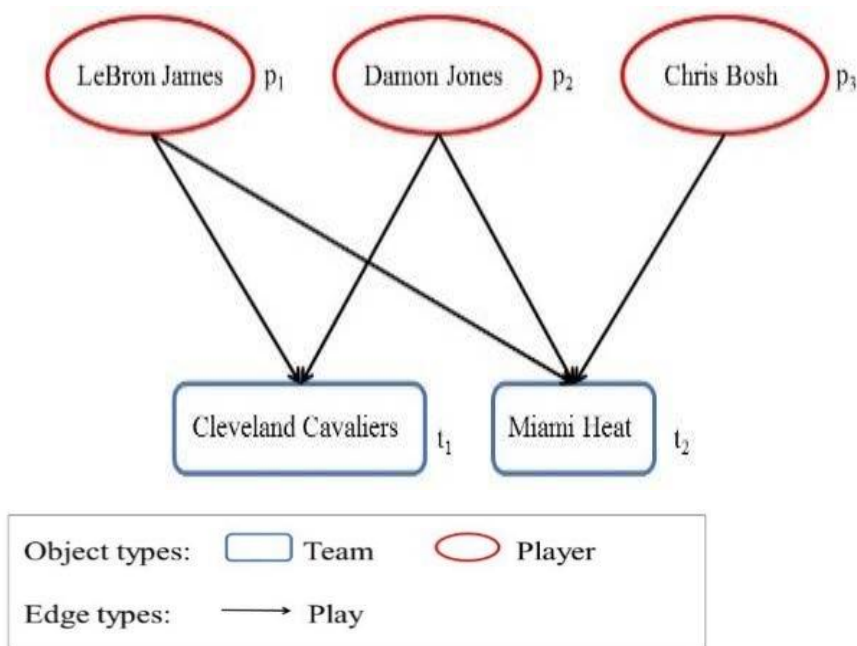 LeBron James p1 Damon Jones p2 Chris Bosh p3
Cleveland Cavaliers t1 Miami Heat t2
Object types: Team Player
Edge types: Play